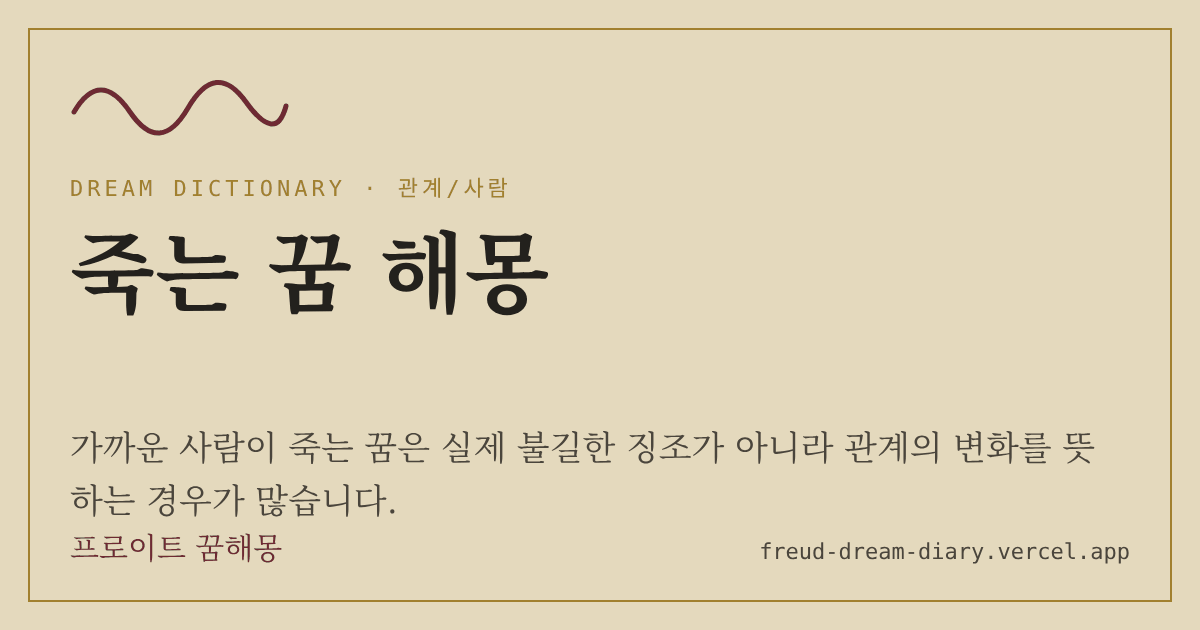 DREAM DICTIONARY · 관계/사람
죽는 꿈 해몽
가까운 사람이 죽는 꿈은 실제 불길한 징조가 아니라 관계의 변화를 뜻
하는 경우가 많습니다.
프로이트 꿈해몽
freud-dream-diary.vercel.app